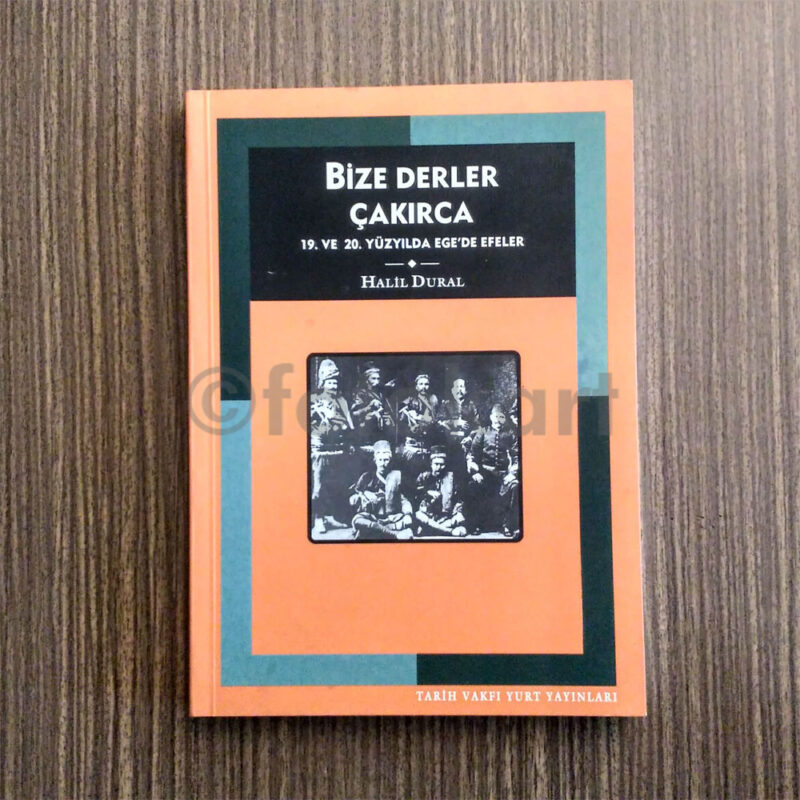 BİZE DERLER
ÇAKIRCA
19. VE 20. YÜZYILDA EGE'DE EFELER
HALİL DURAL
TARİH VAKFI YURT YAYINLARI